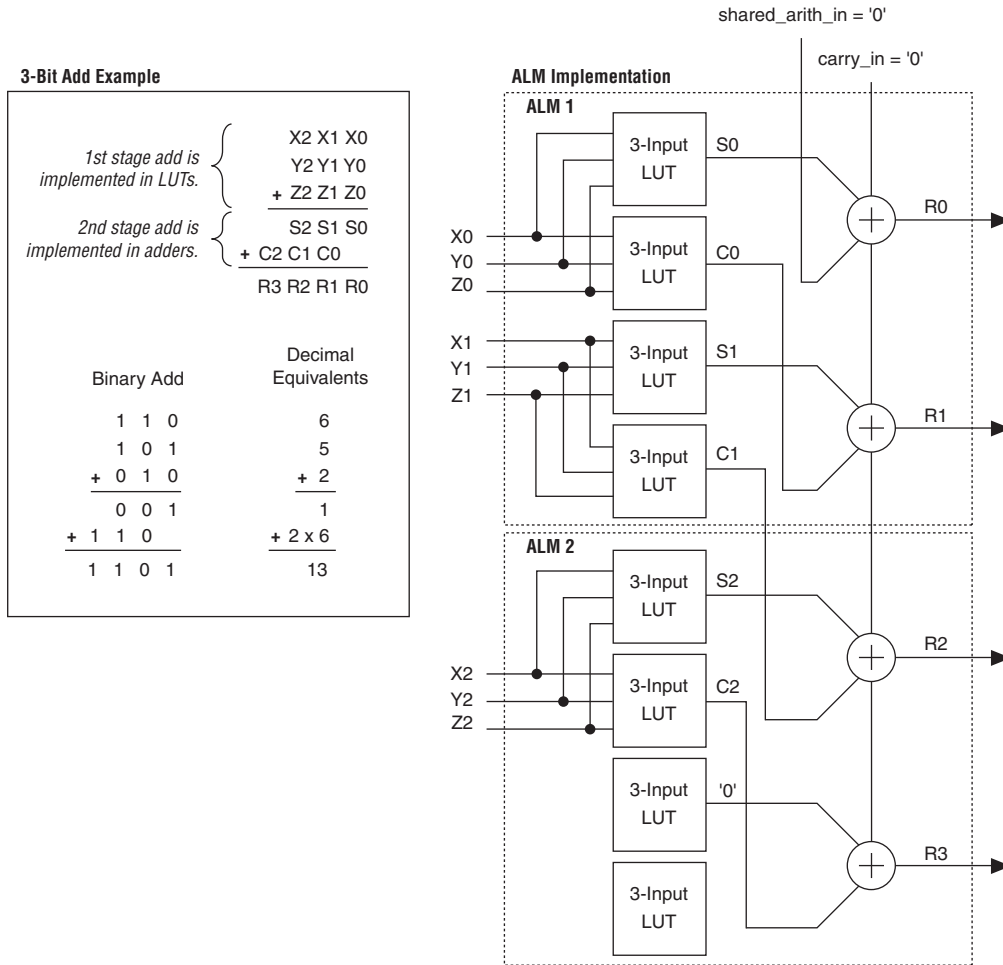 shared_arith_in = '0'
carry_in = '0'
3-Bit Add Example
1st stage add is
implemented in LUTs.
X2 X1 X0
Y2 Y1 Y0
+ Z2 Z1 Z0
2nd stage add is
implemented in adders.
S2 S1 S0
+ C2 C1 C0
R3 R2 R1 R0
Binary Add
1 1 0
1 0 1
+ 0 1 0
0 0 1
+ 1 1 0
1 1 0 1
Decimal
Equivalents
6
5
+ 2
1
+ 2 x 6
13
ALM Implementation
ALM 1
3-Input
LUT
S0
R0
X0
Y0
Z0
3-Input
LUT
C0
X1
Y1
Z1
3-Input
LUT
S1
R1
3-Input
LUT
C1
ALM 2
3-Input
LUT
S2
R2
X2
Y2
Z2
3-Input
LUT
C2
3-Input
LUT
'0'
R3
3-Input
LUT